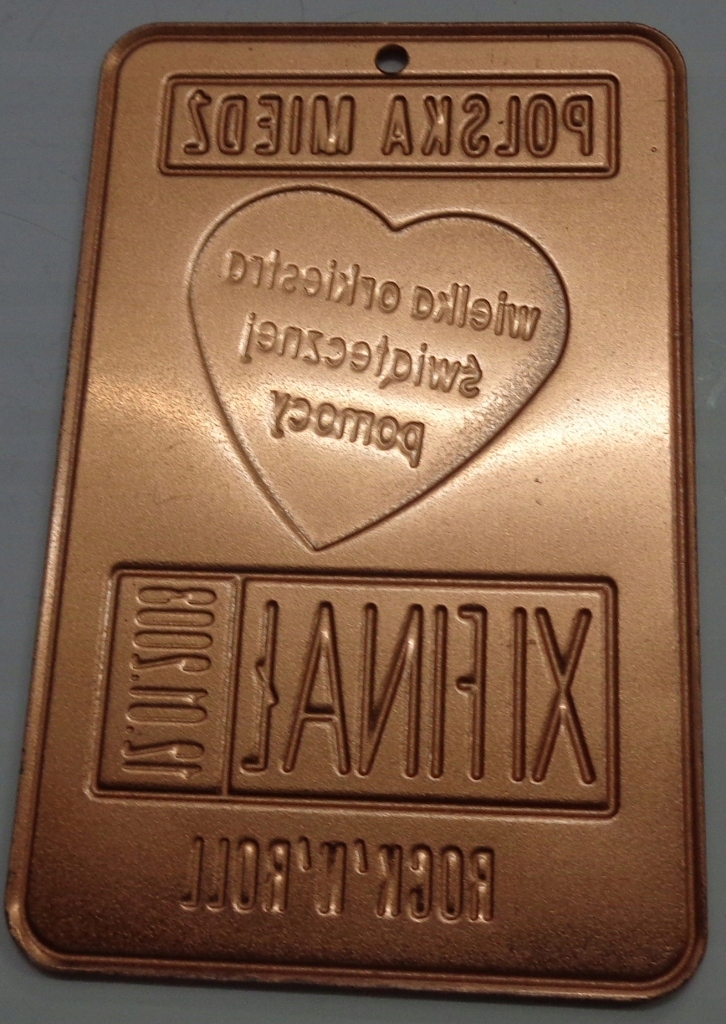 POLSKA MIEDŹ
wielka orkiestra
świątecznej
pomocy
XI FINAŁ
12.01.2003
ROCK'N'ROLL